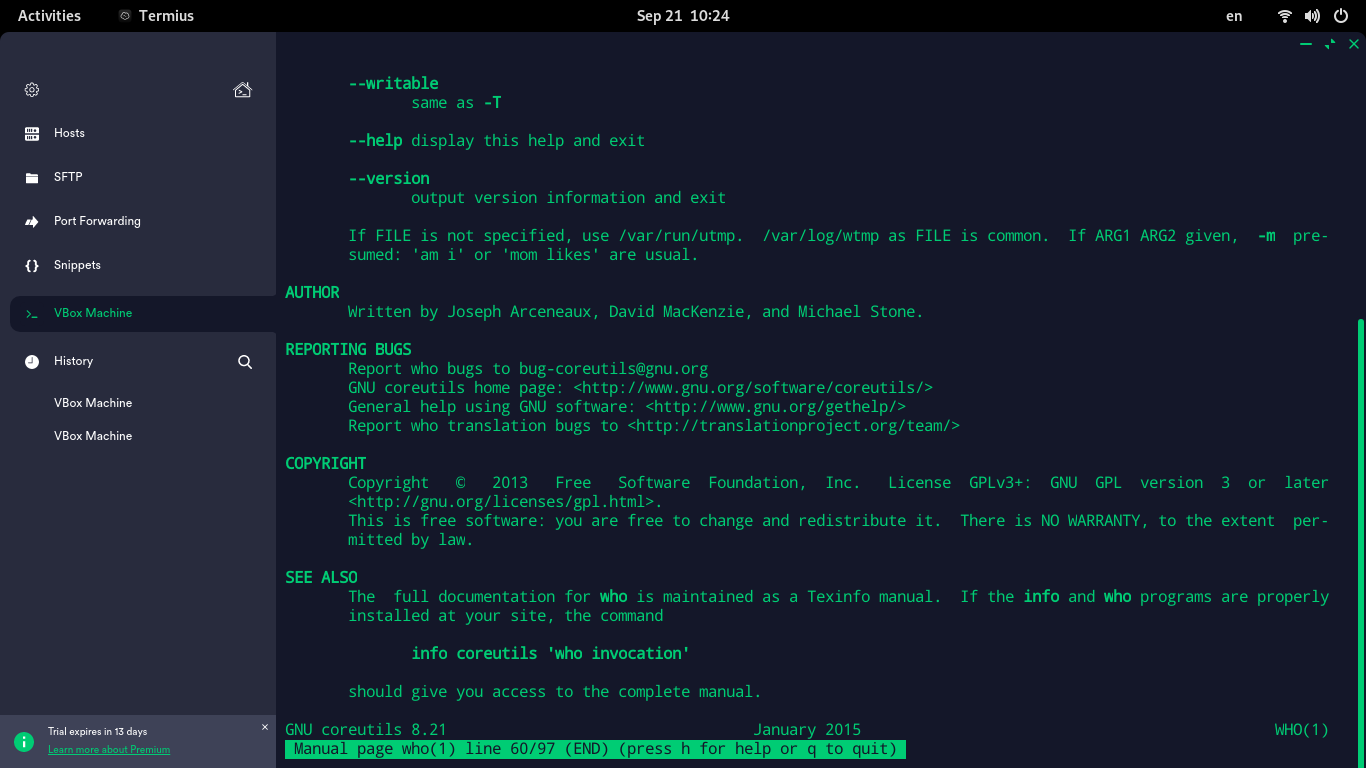 Activities Termius Sep 21 10:24 en
Hosts
SFTP
Port Forwarding
{} Snippets
>_ VBox Machine
History
VBox Machine
VBox Machine
Trial expires in 13 days ×
Learn more about Premium
--writable
same as -T
--help display this help and exit
--version
output version information and exit
If FILE is not specified, use /var/run/utmp.  /var/log/wtmp as FILE is common.  If ARG1 ARG2 given,  -m  pre-
sumed: 'am i' or 'mom likes' are usual.
AUTHOR
Written by Joseph Arceneaux, David MacKenzie, and Michael Stone.
REPORTING BUGS
Report who bugs to bug-coreutils@gnu.org
GNU coreutils home page: <http://www.gnu.org/software/coreutils/>
General help using GNU software: <http://www.gnu.org/gethelp/>
Report who translation bugs to <http://translationproject.org/team/>
COPYRIGHT
Copyright © 2013 Free Software Foundation, Inc. License GPLv3+: GNU GPL version 3 or later
<http://gnu.org/licenses/gpl.html>.
This is free software: you are free to change and redistribute it.  There is NO WARRANTY, to the extent  per-
mitted by law.
SEE ALSO
The  full documentation for who is maintained as a Texinfo manual.  If the info and who programs are properly
installed at your site, the command
info coreutils 'who invocation'
should give you access to the complete manual.
GNU coreutils 8.21 January 2015 WHO(1)
Manual page who(1) line 60/97 (END) (press h for help or q to quit)